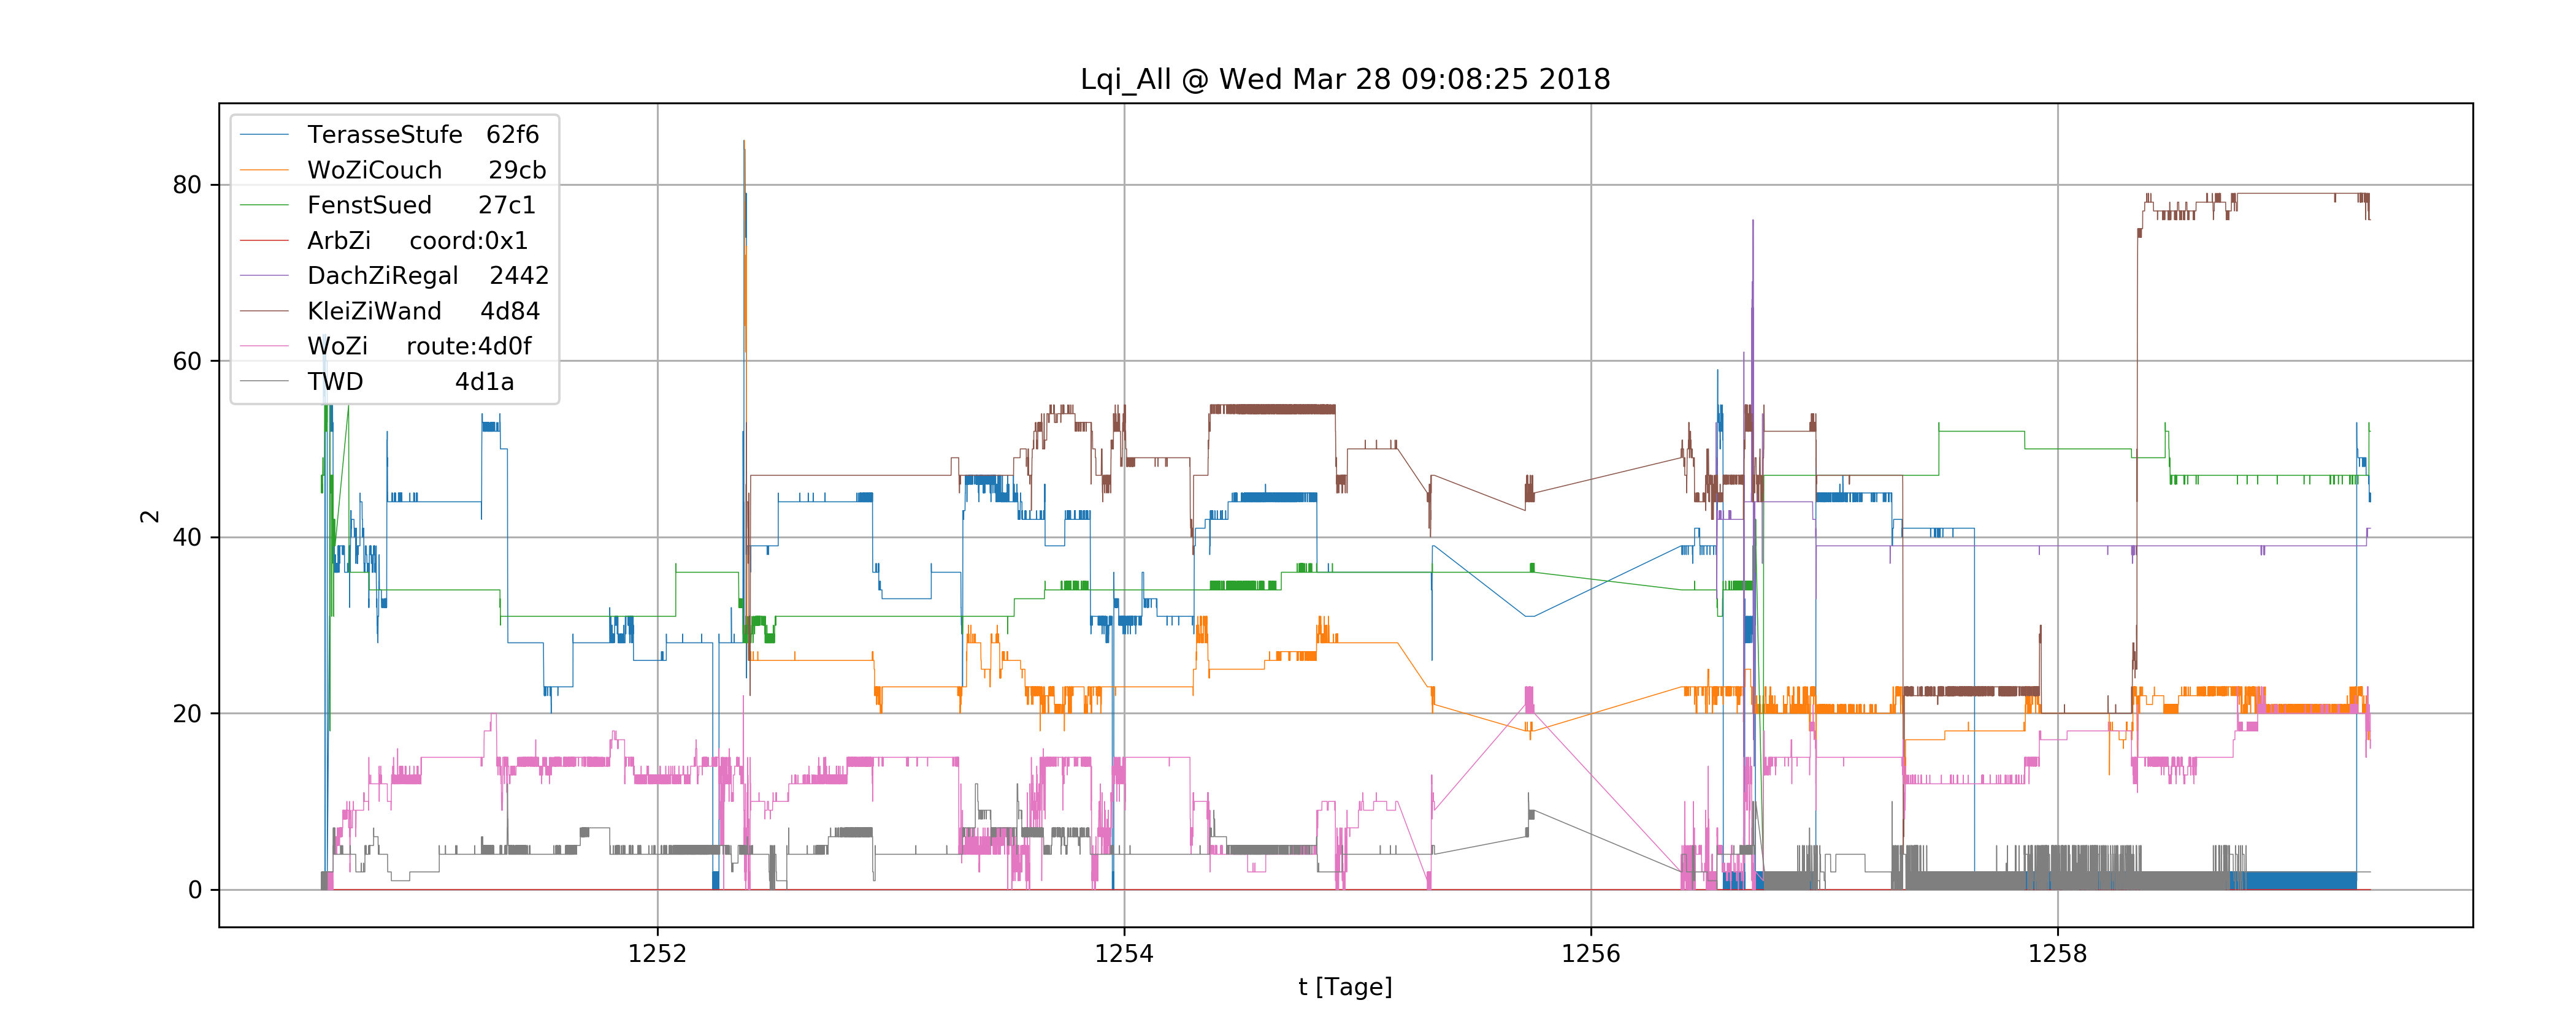 Lqi_All @ Wed Mar 28 09:08:25 2018
TerasseStufe 62f6
WoZiCouch 29cb
FenstSued 27c1
ArbZi coord:0x1
DachZiRegal 2442
KleiZiWand 4d84
WoZi route:4d0f
TWD 4d1a
80
60
40
20
0
2
1252 1254 1256 1258
t [Tage]